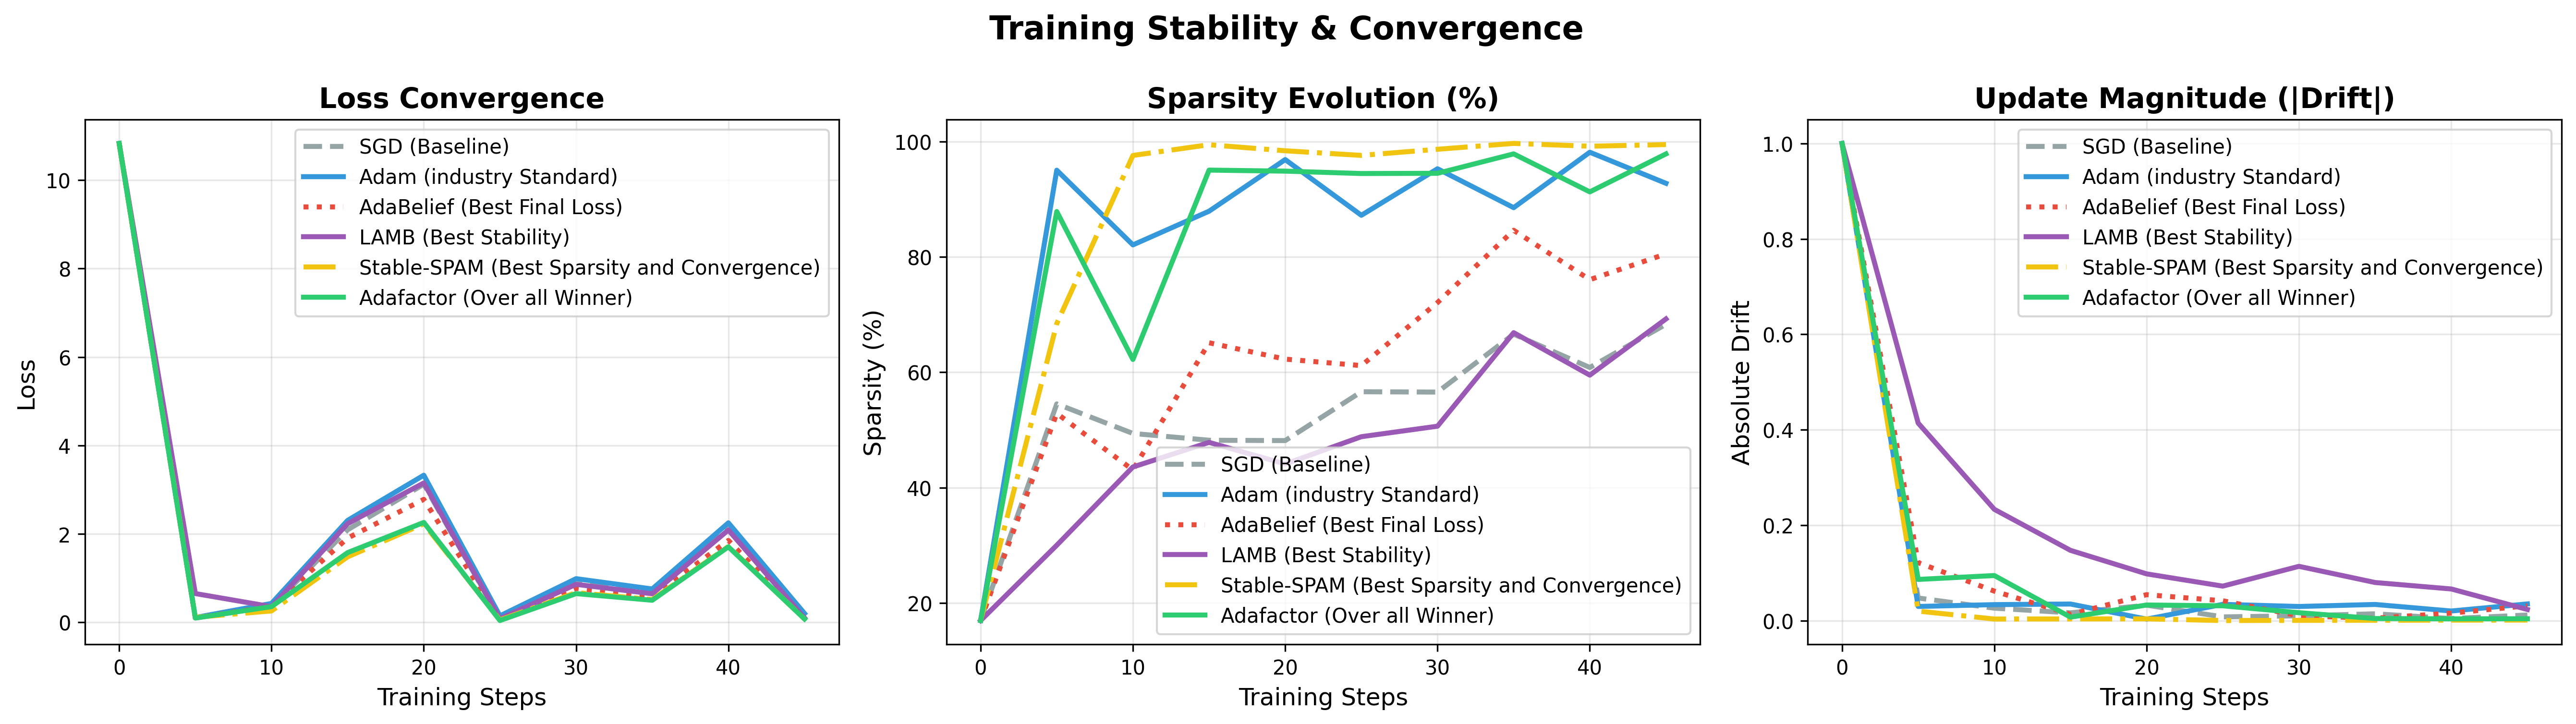 Training Stability & Convergence
Loss Convergence
Loss
10
8
6
4
2
0
0
10
20
30
40
Training Steps
SGD (Baseline)
Adam (industry Standard)
AdaBelief (Best Final Loss)
LAMB (Best Stability)
Stable-SPAM (Best Sparsity and Convergence)
Adafactor (Over all Winner)
Sparsity Evolution (%)
Sparsity (%)
100
80
60
40
20
0
10
20
30
40
Training Steps
SGD (Baseline)
Adam (industry Standard)
AdaBelief (Best Final Loss)
LAMB (Best Stability)
Stable-SPAM (Best Sparsity and Convergence)
Adafactor (Over all Winner)
Update Magnitude (|Drift|)
Absolute Drift
1.0
0.8
0.6
0.4
0.2
0.0
0
10
20
30
40
Training Steps
SGD (Baseline)
Adam (industry Standard)
AdaBelief (Best Final Loss)
LAMB (Best Stability)
Stable-SPAM (Best Sparsity and Convergence)
Adafactor (Over all Winner)